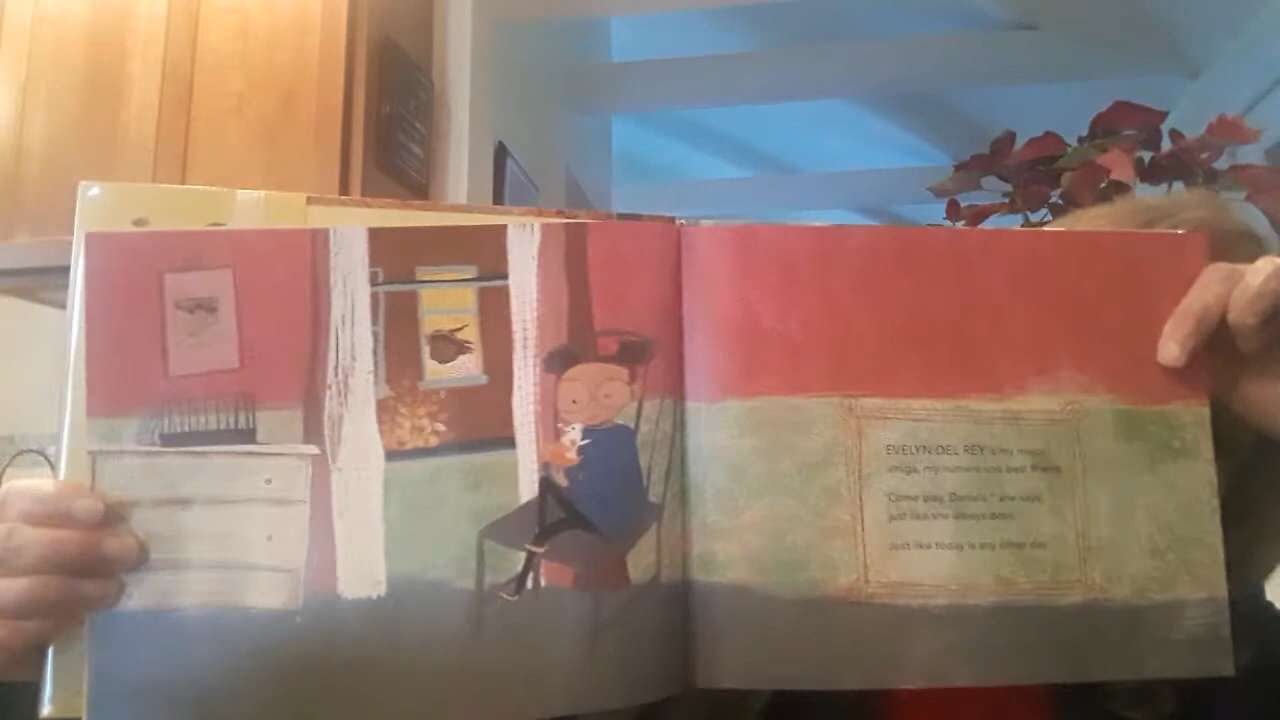 EVELYN DEL REY is my mejor
amiga, my número uno best friend.
"Come play, Daniela," she says,
just like she always does.
Just like today is any other day.